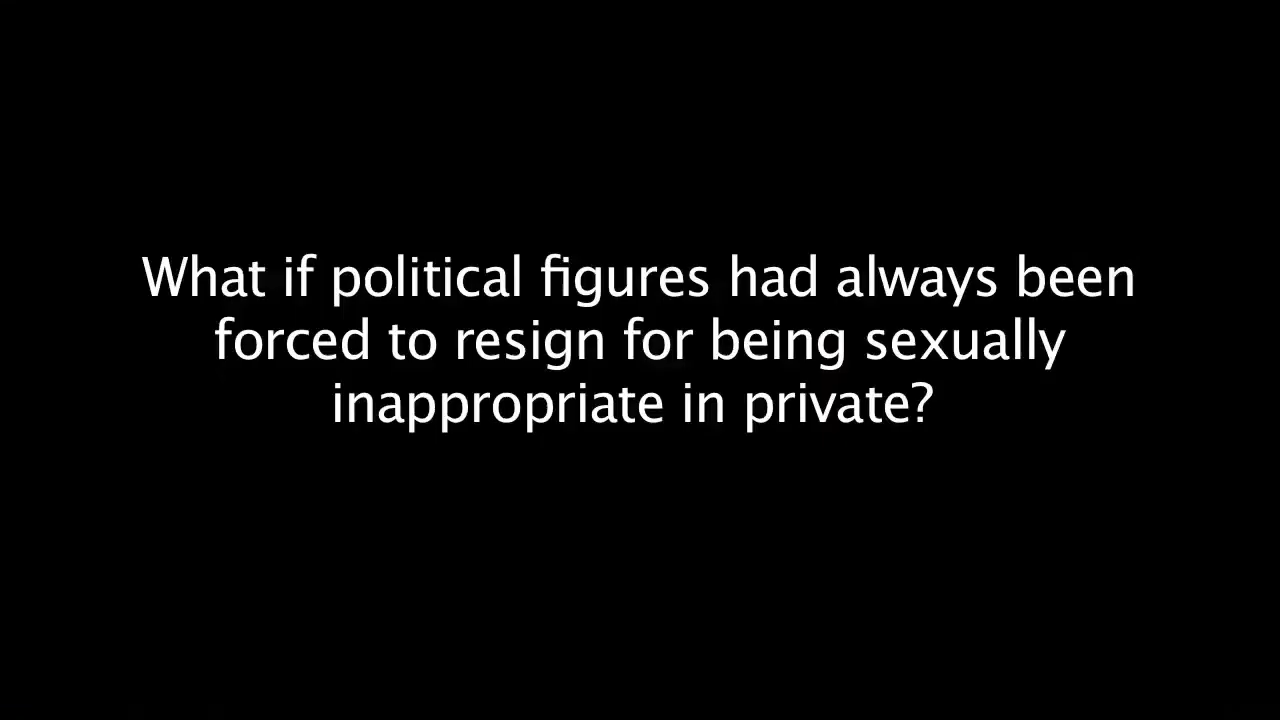 What if political figures had always been
forced to resign for being sexually
inappropriate in private?